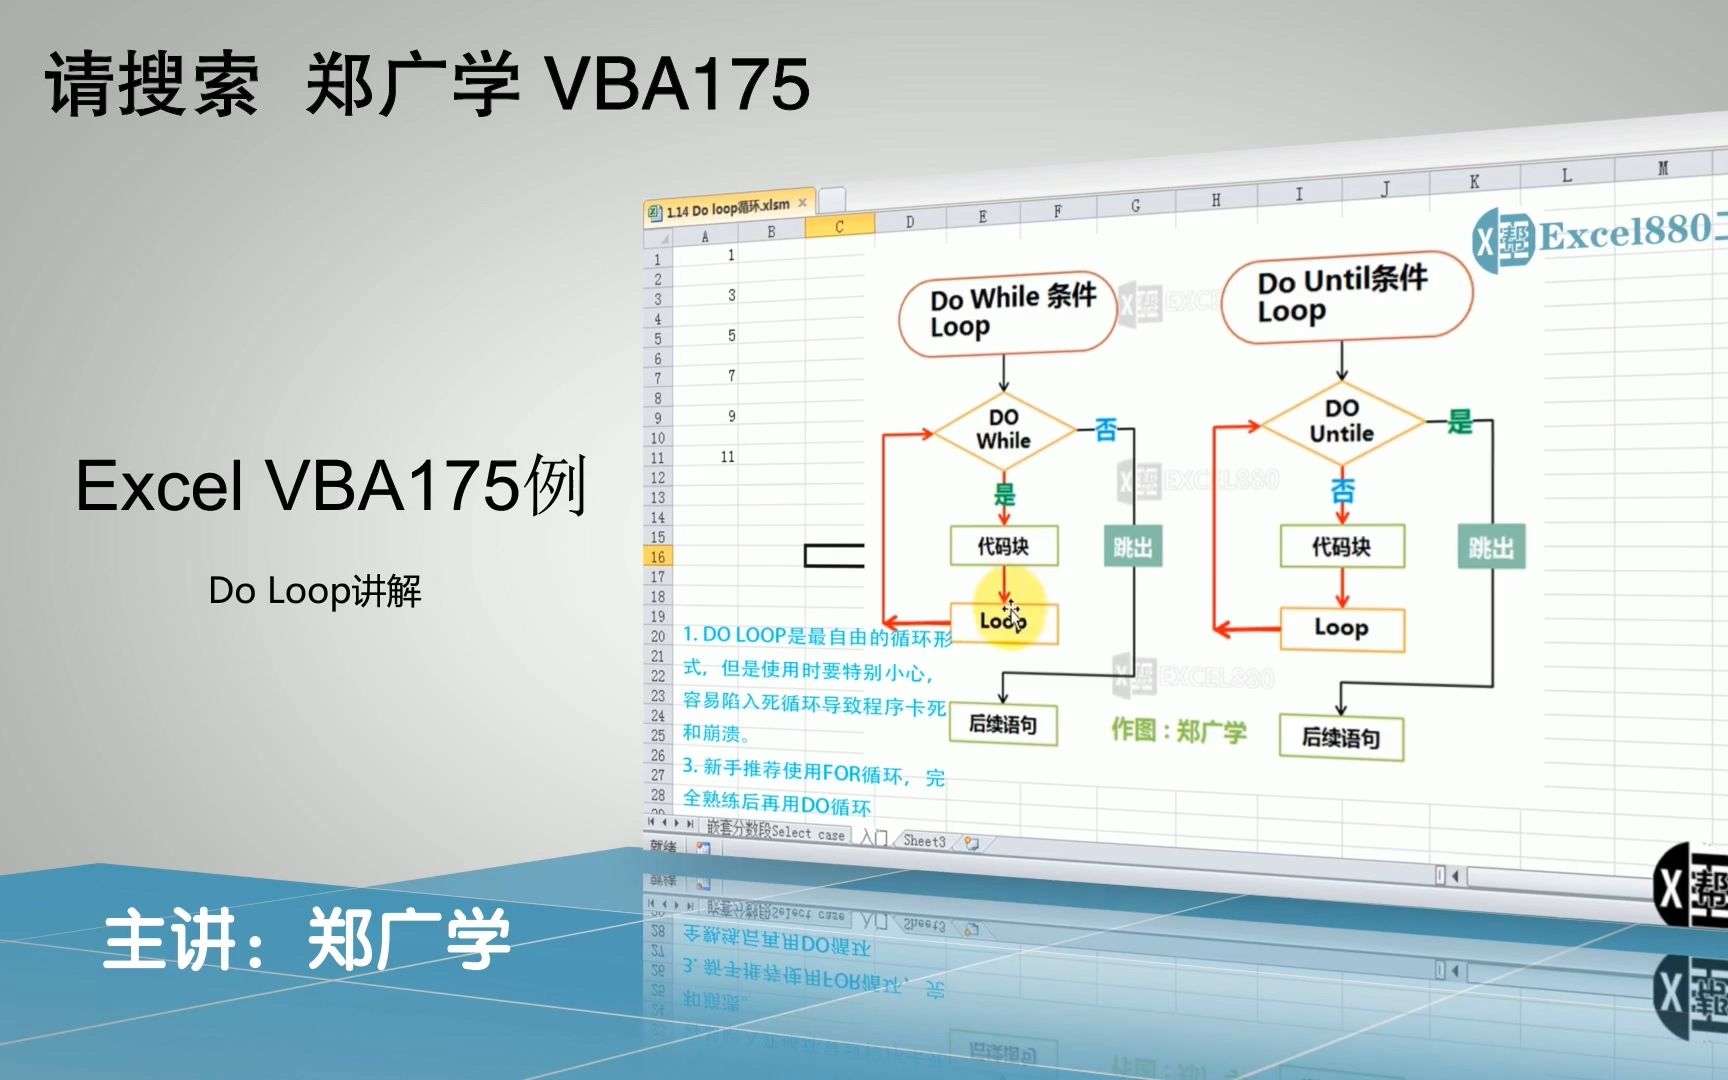 请搜索 郑广学 VBA175
Excel VBA175例
Do Loop讲解
主讲：郑广学
1.14 Do loop循环.xlsm
A B C D E F G H I J K L M
1 1
2
3 3
4
5 5
6
7 7
8
9 9
10
11 11
12
13
14
15
16
17
18
19
20
21
22
23
24
25
26
27
28
Excel880
Do While 条件
Loop
DO
While
否
是
代码块
跳出
Loop
后续语句
Do Until条件
Loop
DO
Untile
是
否
代码块
跳出
Loop
后续语句
作图：郑广学
EXCEL880
EXCEL880
1. DO LOOP是最自由的循环形
式，但是使用时要特别小心，
容易陷入死循环导致程序卡死
和崩溃。
3. 新手推荐使用FOR循环，完
全熟练后再用DO循环
嵌套分数段Select case 入门 Sheet3
就绪
X帮